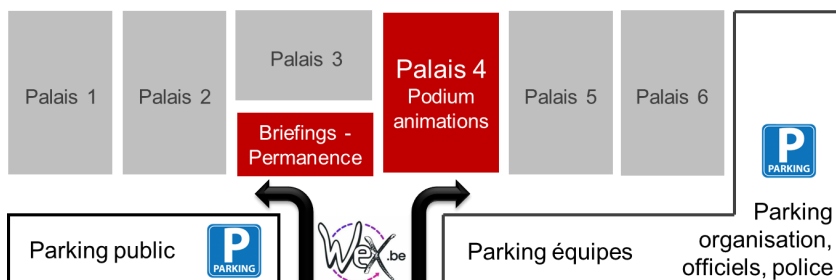 Palais 1
Palais 2
Palais 3
Briefings -
Permanence
Palais 4
Podium
animations
Palais 5
Palais 6
P
PARKING
Parking
organisation,
officiels, police
Parking public
P
PARKING
Wex.be
Parking équipes